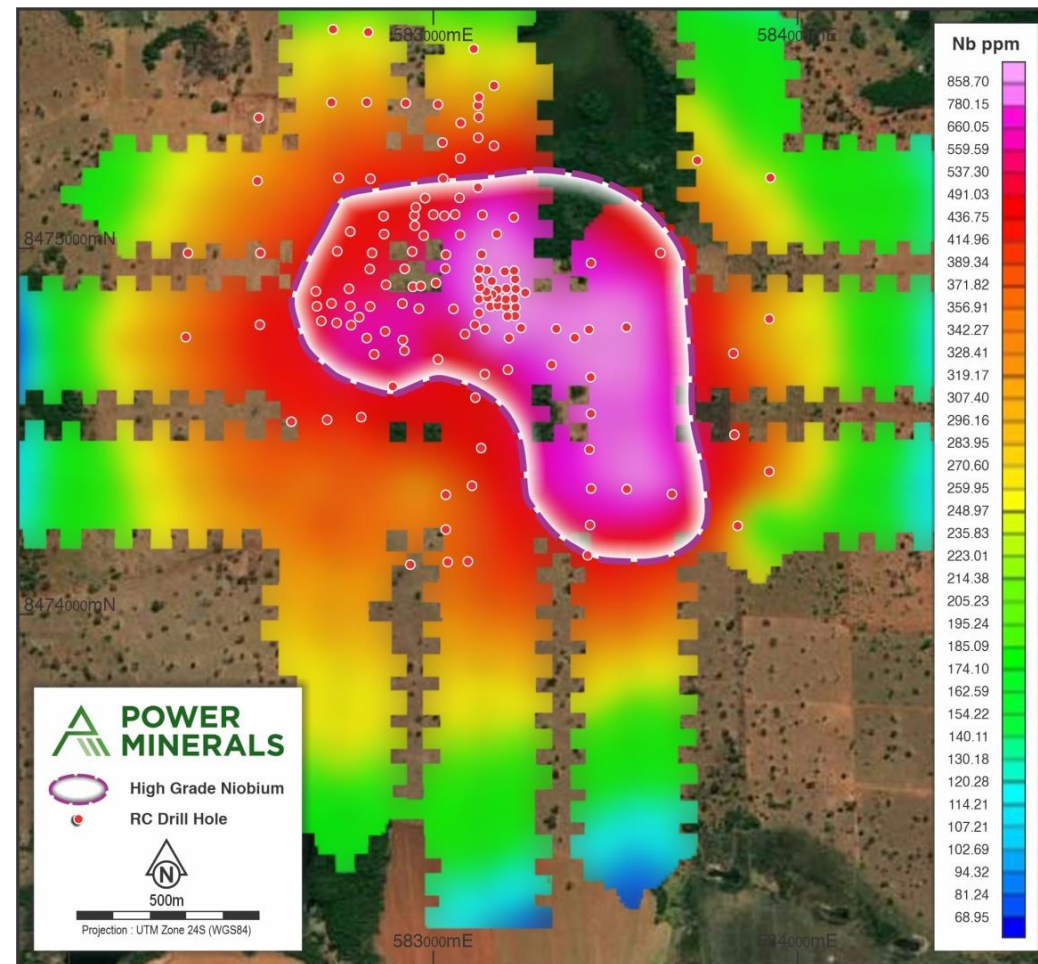 583000mE
584000mE
8475000mN
8474000mN
583000mE
584000mE
Nb ppm
858.70
780.15
660.05
559.59
537.30
491.03
436.75
414.96
389.34
371.82
356.91
342.27
328.41
319.17
307.40
296.16
283.95
270.60
259.95
248.97
235.83
223.01
214.38
205.23
195.24
185.09
174.10
162.59
154.22
140.11
130.18
120.28
114.21
107.21
102.69
94.32
81.24
68.95
POWER
MINERALS
High Grade Niobium
RC Drill Hole
N
500m
Projection : UTM Zone 24S (WGS84)